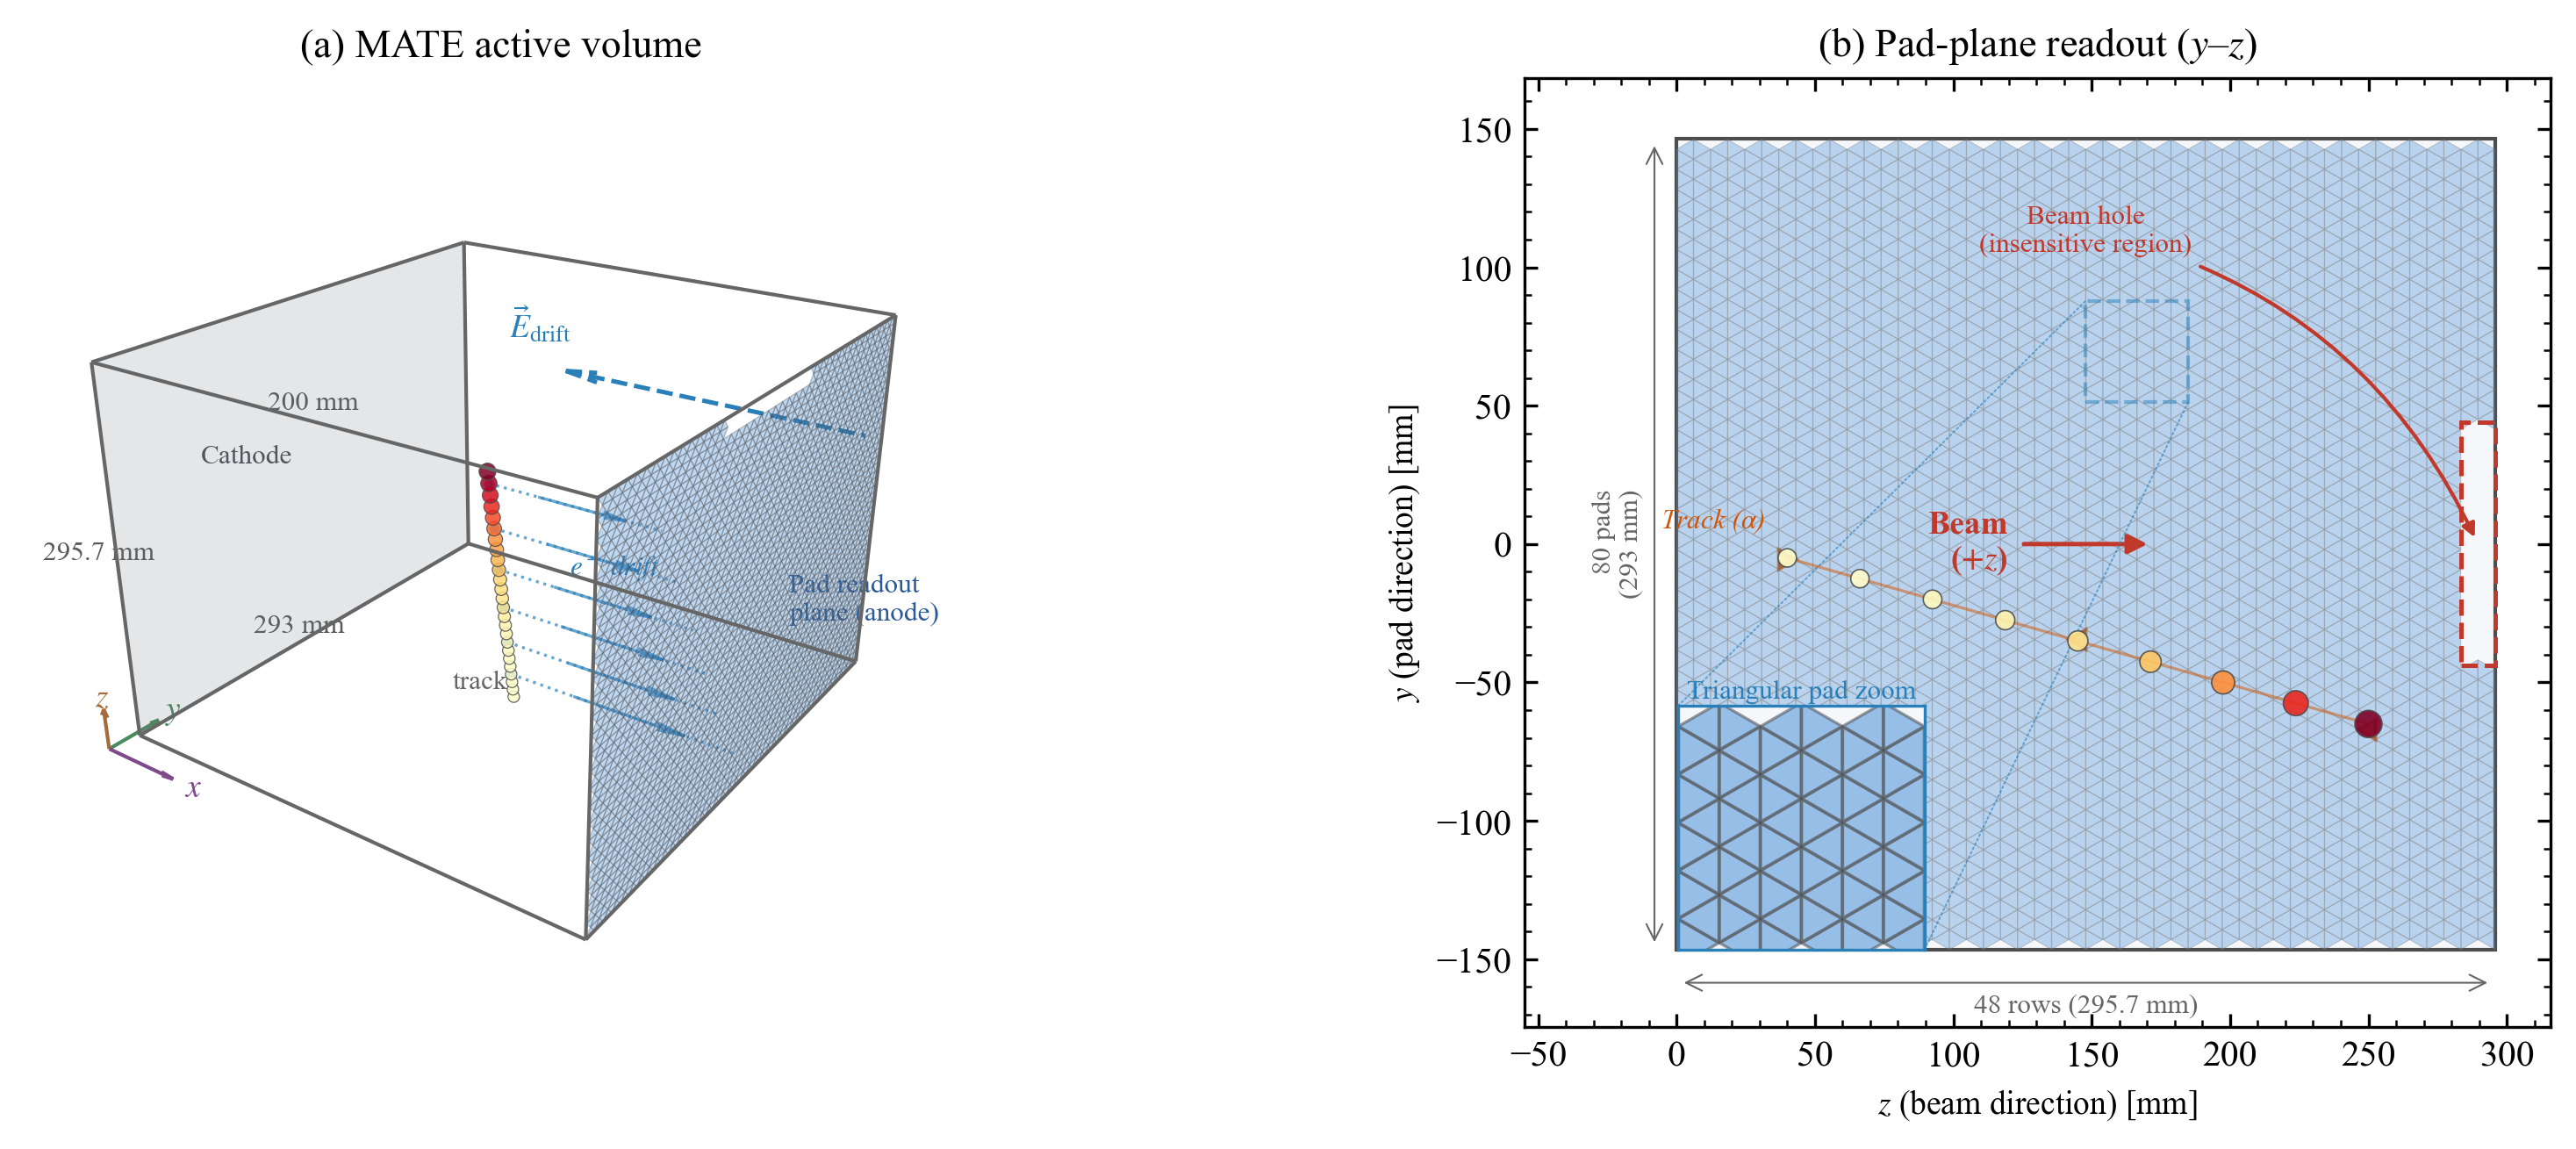 (a) MATE active volume
E⃗drift
200 mm
Cathode
295.7 mm
e⁻ drift
Pad readout
plane (anode)
293 mm
track
z
y
x
(b) Pad-plane readout (y–z)
150
100
50
0
−50
−100
−150
y (pad direction) [mm]
80 pads
(293 mm)
Beam hole
(insensitive region)
Track (α)
Beam
(+z)
Triangular pad zoom
48 rows (295.7 mm)
−50
0
50
100
150
200
250
300
z (beam direction) [mm]